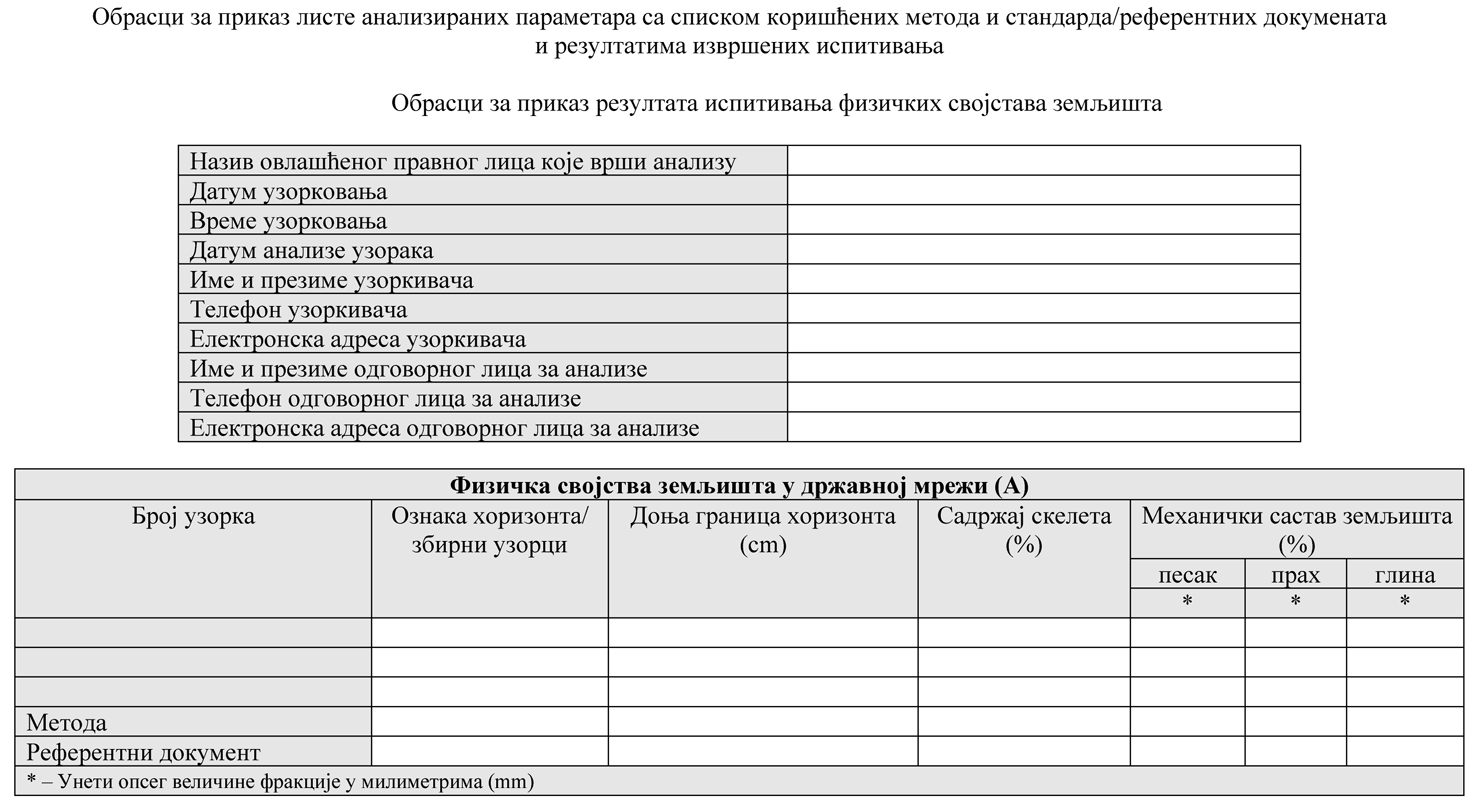 Обрасци за приказ листе анализираних параметара са списком коришћених метода и стандарда/референтних докумената
и резултатима извршених испитивања
Обрасци за приказ резултата испитивања физичких својстава земљишта
Назив овлашћеног правног лица које врши анализу
Датум узорковања
Време узорковања
Датум анализе узорака
Име и презиме узоркивача
Телефон узоркивача
Електронска адреса узоркивача
Име и презиме одговорног лица за анализе
Телефон одговорног лица за анализе
Електронска адреса одговорног лица за анализе
Физичка својства земљишта у државној мрежи (А)
Број узорка
Ознака хоризонта/
збирни узорци
Доња граница хоризонта
(cm)
Садржај скелета
(%)
Механички састав земљишта
(%)
песак прах глина
* * *
Метода
Референтни документ
* – Унети опсег величине фракције у милиметрима (mm)